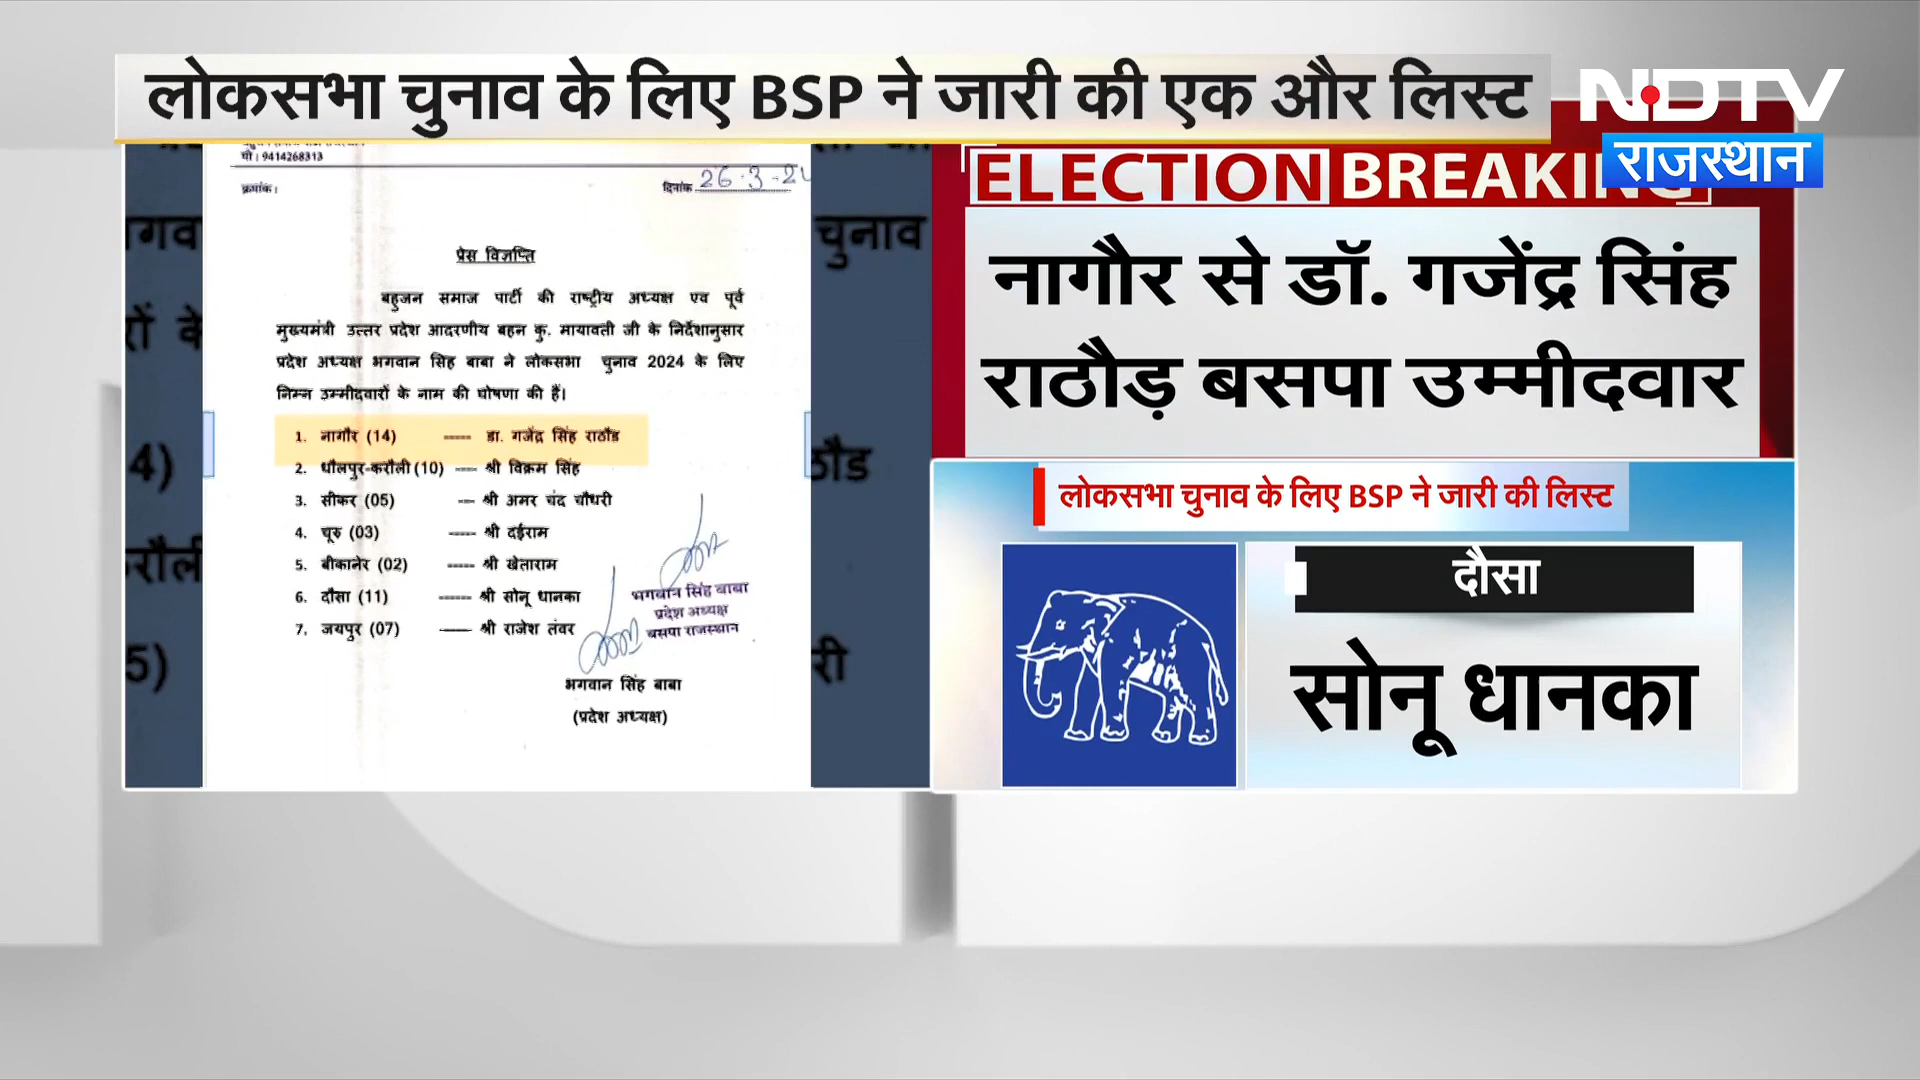 लोकसभा चुनाव के लिए BSP ने जारी की एक और लिस्ट
NDTV
राजस्थान
मो : 9414268313
क्रमांक।
दिनांक 26-3-24
प्रेस विज्ञप्ति
बहुजन समाज पार्टी की राष्ट्रीय अध्यक्ष एव पूर्व
मुख्यमंत्री उत्तर प्रदेश आदरणीय बहन कु. मायावती जी के निर्देशानुसार
प्रदेश अध्यक्ष भगवान सिंह बाबा ने लोकसभा चुनाव 2024 के लिए
निम्न उम्मीदवारों के नाम की घोषणा की हैं।
1. नागौर (14) ----- डा. गजेंद्र सिंह राठौड
2. धौलपुर-करौली (10) ---- श्री विक्रम सिंह
3. सीकर (05) --- श्री अमर चंद चौधरी
4. चूरु (03) ----- श्री दईराम
5. बीकानेर (02) ----- श्री खेताराम
6. दौसा (11) ------ श्री सोनू धानका
7. जयपुर (07) ----- श्री राजेश तंवर
भगवान सिंह बाबा
प्रदेश अध्यक्ष
बसपा राजस्थान
भगवान सिंह बाबा
(प्रदेश अध्यक्ष)
चुनाव
4)
ठौड
करौली
5)
री
ELECTION BREAKING
नागौर से डॉ. गजेंद्र सिंह
राठौड़ बसपा उम्मीदवार
लोकसभा चुनाव के लिए BSP ने जारी की लिस्ट
दौसा
सोनू धानका